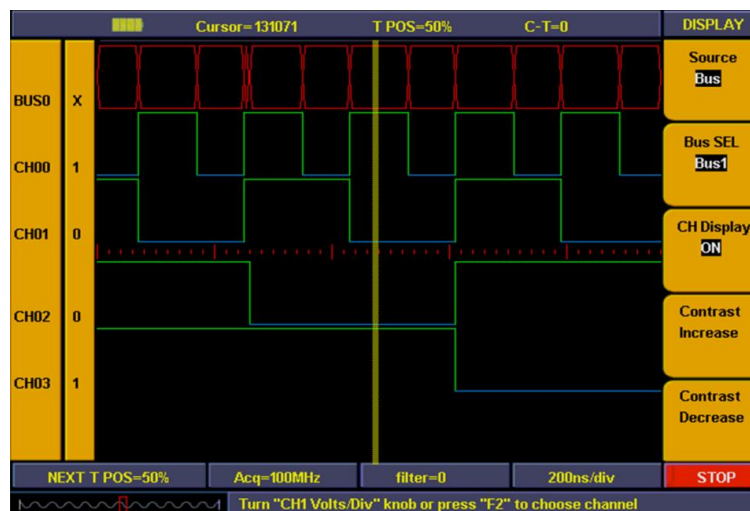 Cursor=131071 T POS=50% C-T=0 DISPLAY
Source
Bus
BUS0 X
Bus SEL
Bus1
CH00 1
CH Display
ON
CH01 0
Contrast
Increase
CH02 0
CH03 1
Contrast
Decrease
NEXT T POS=50% Acq=100MHz filter=0 200ns/div STOP
Turn "CH1 Volts/Div" knob or press "F2" to choose channel